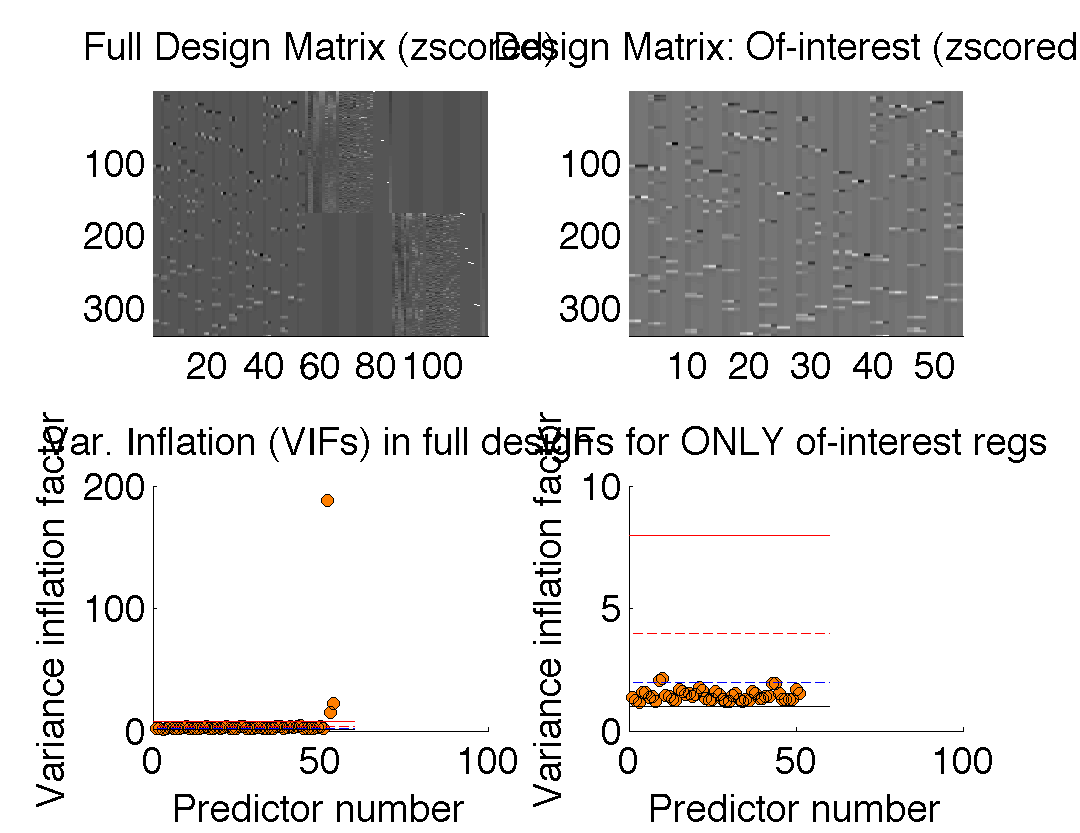 Full Design Matrix (zscored)
Design Matrix: Of-interest (zscored
100
200
300
20 40 60 80 100
100
200
300
10 20 30 40 50
Var. Inflation (VIFs) in full design
VIFs for ONLY of-interest regs
Variance inflation factor
200
100
0
0 50 100
Predictor number
Variance inflation factor
10
5
0
0 50 100
Predictor number